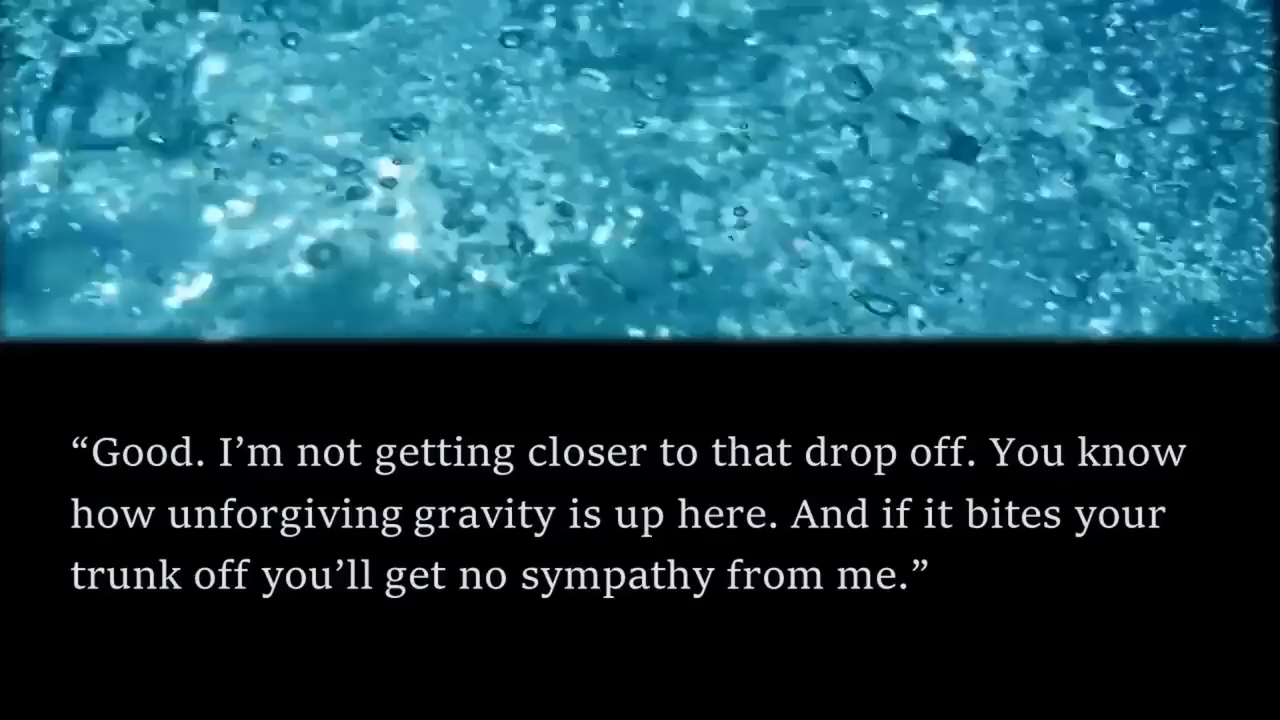 “Good. I’m not getting closer to that drop off. You know
how unforgiving gravity is up here. And if it bites your
trunk off you’ll get no sympathy from me.”